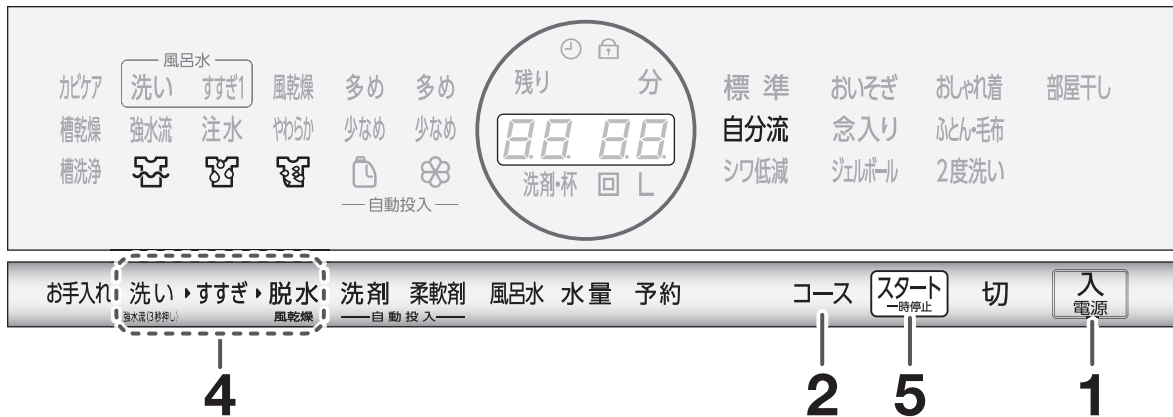 風呂水
残り 分
カビケア 洗い すすぎ1 風乾燥 多め 多め 標準 おいそぎ おしゃれ着 部屋干し
槽乾燥 強水流 注水 やわらか 少なめ 少なめ 88 88 自分流 念入り ふとん・毛布
槽洗浄 洗剤・杯 回 L シワ低減 ジェルボール 2度洗い
自動投入
お手入れ 洗い すすぎ 脱水 洗剤 柔軟剤 風呂水 水量 予約 コース スタート 切 入
強水流(3秒押し) 風乾燥 自動投入 一時停止 電源
4 2 5 1